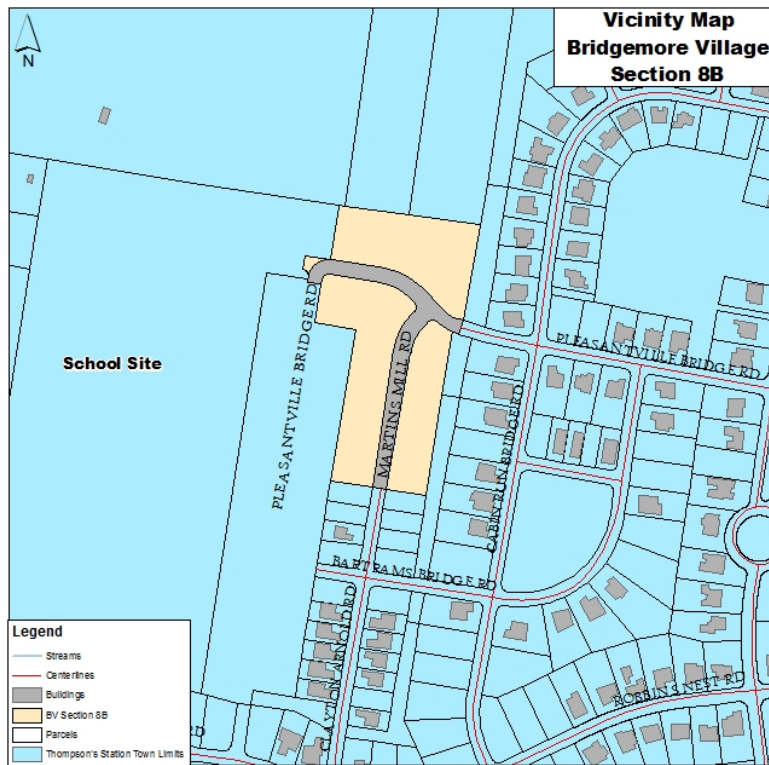 Vicinity Map
Bridgemore Village
Section 8B
N
PLEASANTVILLE BRIDGE RD
School Site
PLEASANTVILLE BRIDGE RD
MARTINS MILL RD
CABIN RUN BRIDGE RD
BARTRAMS BRIDGE RD
CLAYTON ARNOLD RD
ROBBINS NEST RD
RD
Legend
Streams
Centerlines
Buildings
BV Section 8B
Parcels
Thompson's Station Town Limits